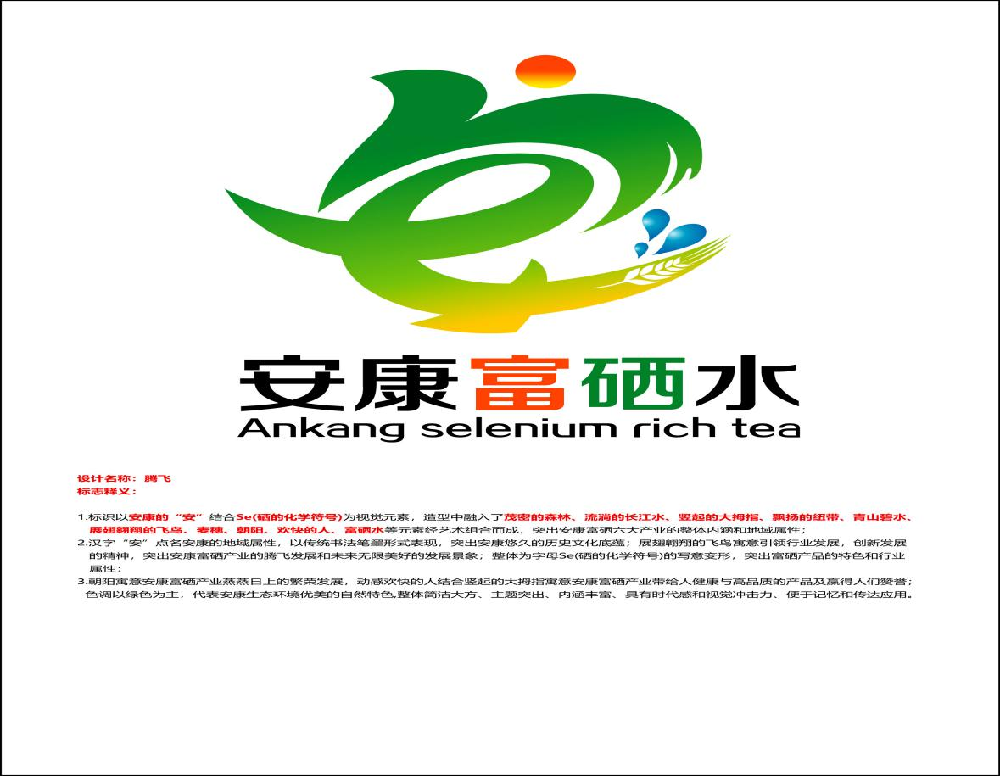 安康富硒水
Ankang selenium rich tea
设计名称：腾飞
标志释义：
1.标识以安康的“安”结合Se(硒的化学符号)为视觉元素，造型中融入了茂密的森林、流淌的长江水、竖起的大拇指、飘扬的纽带、青山碧水、
展翅翱翔的飞鸟、麦穗、朝阳、欢快的人、富硒水等元素经艺术组合而成，突出安康富硒六大产业的整体内涵和地域属性；
2.汉字“安”点名安康的地域属性，以传统书法笔墨形式表现，突出安康悠久的历史文化底蕴；展翅翱翔的飞鸟寓意引领行业发展，创新发展
的精神，突出安康富硒产业的腾飞发展和未来无限美好的发展景象；整体为字母Se(硒的化学符号)的写意变形，突出富硒产品的特色和行业
属性：
3.朝阳寓意安康富硒产业蒸蒸日上的繁荣发展，动感欢快的人结合竖起的大拇指寓意安康富硒产业带给人健康与高品质的产品及赢得人们赞誉；
色调以绿色为主，代表安康生态环境优美的自然特色,整体简洁大方、主题突出、内涵丰富、具有时代感和视觉冲击力、便于记忆和传达应用。